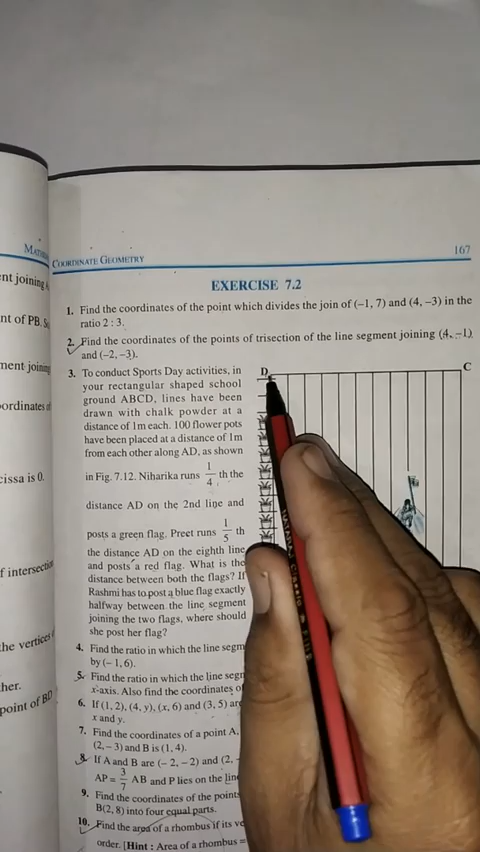 MATHE
COORDINATE GEOMETRY
167
EXERCISE 7.2
1. Find the coordinates of the point which divides the join of (–1, 7) and (4, –3) in the
ratio 2 : 3.
2. Find the coordinates of the points of trisection of the line segment joining (4, –1)
and (–2, –3).
3. To conduct Sports Day activities, in
your rectangular shaped school
ground ABCD, lines have been
drawn with chalk powder at a
distance of 1m each. 100 flower pots
have been placed at a distance of 1m
from each other along AD, as shown
in Fig. 7.12. Niharika runs 1/4 th the
distance AD on the 2nd line and
posts a green flag. Preet runs 1/5 th
the distance AD on the eighth line
and posts a red flag. What is the
distance between both the flags? If
Rashmi has to post a blue flag exactly
halfway between the line segment
joining the two flags, where should
she post her flag?
D
C
4. Find the ratio in which the line segm
by (– 1, 6).
5. Find the ratio in which the line segr
x-axis. Also find the coordinates o
6. If (1, 2), (4, y), (x, 6) and (3, 5) are
x and y.
7. Find the coordinates of a point A,
(2, – 3) and B is (1, 4).
8. If A and B are (– 2, – 2) and (2, –
AP = 3/7 AB and P lies on the line
9. Find the coordinates of the points
B(2, 8) into four equal parts.
10. Find the area of a rhombus if its ve
order. [Hint : Area of a rhombus =
ent joining
nt of PB. S
ment joining
ordinates of
cissa is 0.
f intersection
the vertices
her.
point of BD